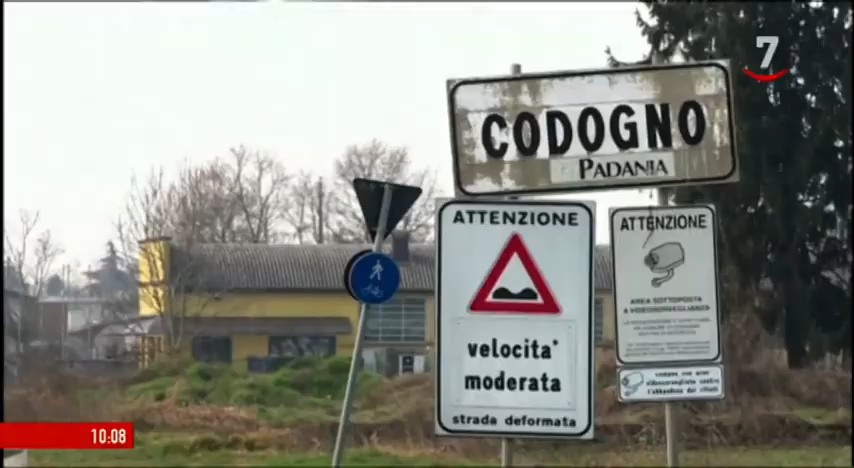 7
CODOGNO
PADANIA
ATTENZIONE
velocita'
moderata
strada deformata
ATTENZIONE
AREA SOTTOPOSTA
A VIDEOSORVEGLIANZA
10:08